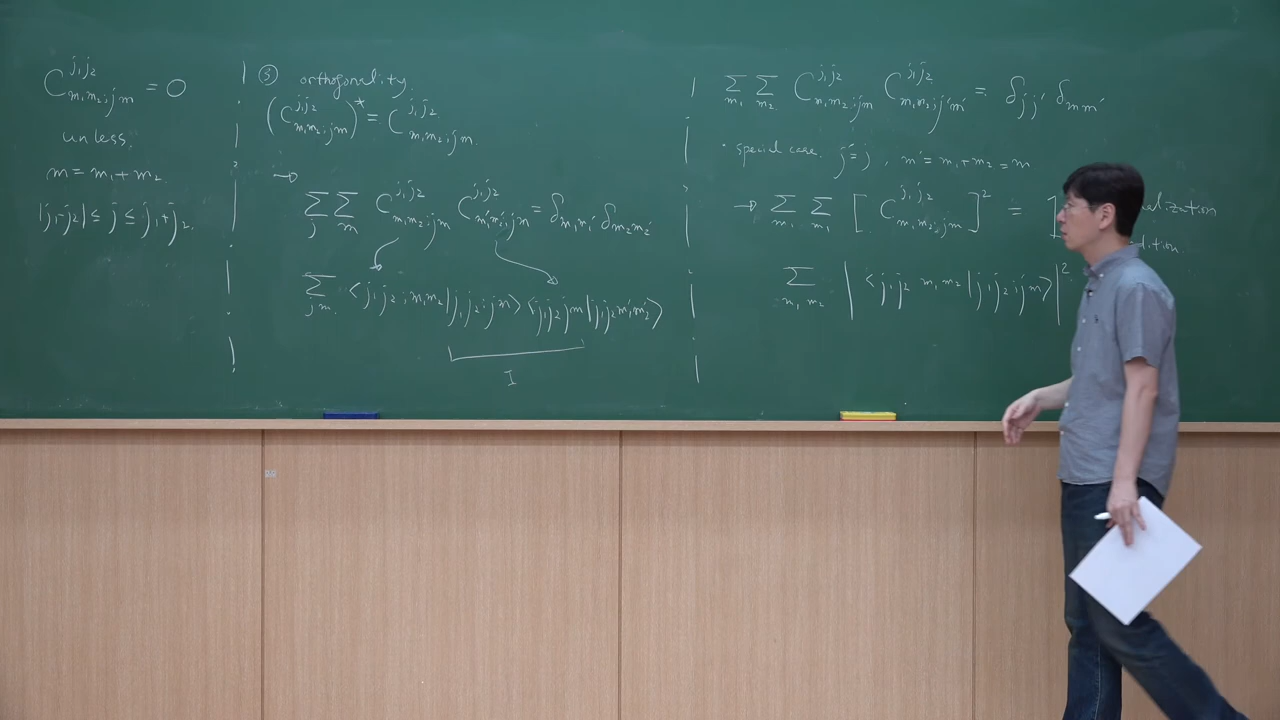 C^{j₁j₂}_{m₁m₂;jm} = 0
unless
m = m₁ + m₂
|j₁-j₂| ≤ j ≤ j₁+j₂.
③ orthogonality
(C^{j₁j₂}_{m₁m₂;jm})^* = C^{j₁j₂}_{m₁m₂;jm}
→ Σ_j Σ_m C^{j₁j₂}_{m₁m₂;jm} C^{j₁j₂}_{m₁'m₂';jm} = δ_{m₁m₁'} δ_{m₂m₂'}
Σ_{jm} <j₁j₂;m₁m₂|j₁j₂;jm> <j₁j₂jm|j₁j₂m₁'m₂'>
I
Σ_{m₁} Σ_{m₂} C^{j₁j₂}_{m₁m₂;jm} C^{j₁j₂}_{m₁m₂;j'm'} = δ_{jj'} δ_{mm'}
· special case. j'=j, m'=m₁+m₂=m
→ Σ_{m₁} Σ_{m₁} [C^{j₁j₂}_{m₁m₂;jm}]² = 1
Σ_{m₁m₂} |<j₁j₂ m₁m₂|j₁j₂;jm>|²